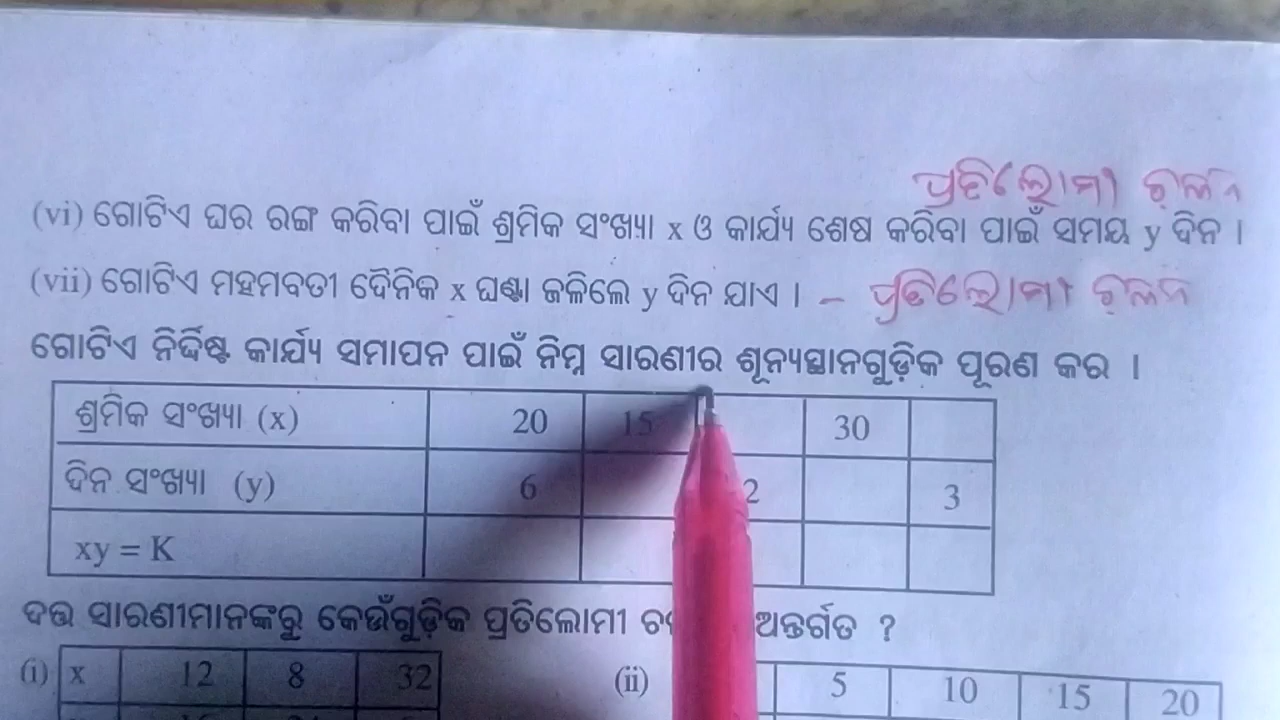 ପ୍ରତିଲୋମୀ ଚଳନ
(vi) ଗୋଟିଏ ଘର ରଙ୍ଗ କରିବା ପାଇଁ ଶ୍ରମିକ ସଂଖ୍ୟା x ଓ କାର୍ଯ୍ୟ ଶେଷ କରିବା ପାଇଁ ସମୟ y ଦିନ ।
(vii) ଗୋଟିଏ ମହମବତୀ ଦୈନିକ x ଘଣ୍ଟା ଜଳିଲେ y ଦିନ ଯାଏ । – ପ୍ରତିଲୋମୀ ଚଳନ
ଗୋଟିଏ ନିର୍ଦ୍ଦିଷ୍ଟ କାର୍ଯ୍ୟ ସମାପନ ପାଇଁ ନିମ୍ନ ସାରଣୀର ଶୂନ୍ୟସ୍ଥାନଗୁଡ଼ିକ ପୂରଣ କର ।
ଶ୍ରମିକ ସଂଖ୍ୟା (x) 20 15 30
ଦିନ ସଂଖ୍ୟା (y) 6 2 3
xy = K
ଦତ୍ତ ସାରଣୀମାନଙ୍କରୁ କେଉଁଗୁଡ଼ିକ ପ୍ରତିଲୋମୀ ଅନ୍ତର୍ଗତ ?
(i) x 12 8 32 (ii) 5 10 15 20